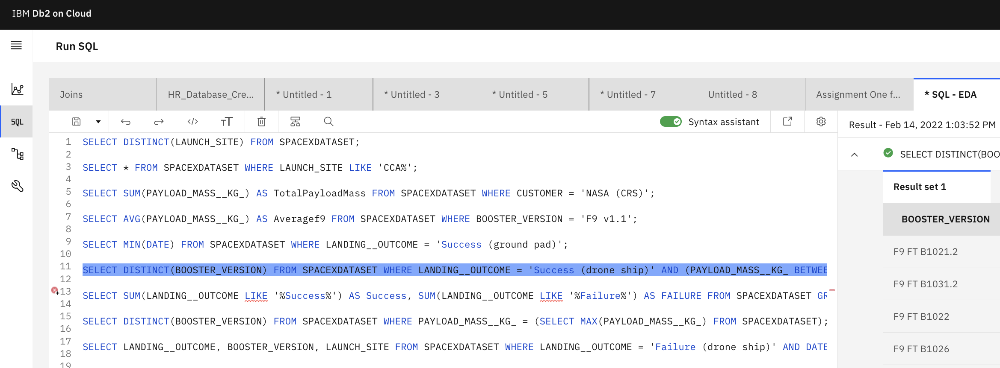 IBM Db2 on Cloud
Run SQL
Joins
HR_Database_Cre...
* Untitled - 1
* Untitled - 3
* Untitled - 5
* Untitled - 7
Untitled - 8
Assignment One f...
* SQL - EDA
SQL
Syntax assistant
1 SELECT DISTINCT(LAUNCH_SITE) FROM SPACEXDATASET;
2
3 SELECT * FROM SPACEXDATASET WHERE LAUNCH_SITE LIKE 'CCA%';
4
5 SELECT SUM(PAYLOAD_MASS__KG_) AS TotalPayloadMass FROM SPACEXDATASET WHERE CUSTOMER = 'NASA (CRS)';
6
7 SELECT AVG(PAYLOAD_MASS__KG_) AS Averagef9 FROM SPACEXDATASET WHERE BOOSTER_VERSION = 'F9 v1.1';
8
9 SELECT MIN(DATE) FROM SPACEXDATASET WHERE LANDING__OUTCOME = 'Success (ground pad)';
10
11 SELECT DISTINCT(BOOSTER_VERSION) FROM SPACEXDATASET WHERE LANDING__OUTCOME = 'Success (drone ship)' AND (PAYLOAD_MASS__KG_ BETWEE
12
13 SELECT SUM(LANDING__OUTCOME LIKE '%Success%') AS Success, SUM(LANDING__OUTCOME LIKE '%Failure%') AS FAILURE FROM SPACEXDATASET GR
14
15 SELECT DISTINCT(BOOSTER_VERSION) FROM SPACEXDATASET WHERE PAYLOAD_MASS__KG_ = (SELECT MAX(PAYLOAD_MASS__KG_) FROM SPACEXDATASET);
16
17 SELECT LANDING__OUTCOME, BOOSTER_VERSION, LAUNCH_SITE FROM SPACEXDATASET WHERE LANDING__OUTCOME = 'Failure (drone ship)' AND DATE
18
19
Result - Feb 14, 2022 1:03:52 PM
SELECT DISTINCT(BOO
Result set 1
BOOSTER_VERSION
F9 FT B1021.2
F9 FT B1031.2
F9 FT B1022
F9 FT B1026